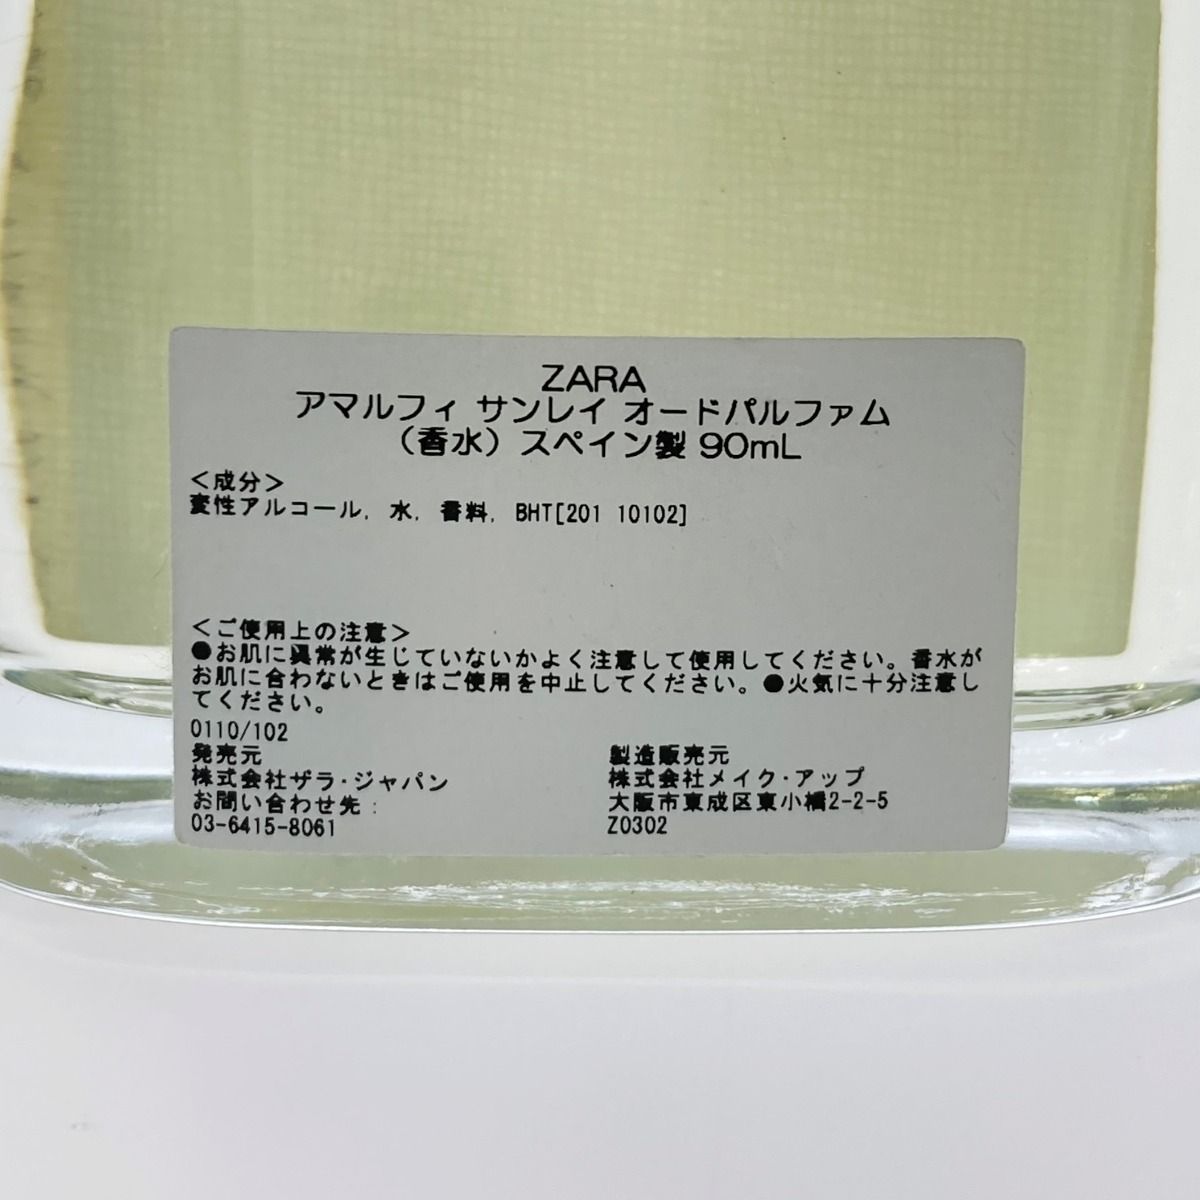 ZARA
アマルフィ サンレイ オードパルファム
（香水）スペイン製 90mL
＜成分＞
変性アルコール, 水, 香料, BHT[201 10102]
＜ご使用上の注意＞
●お肌に異常が生じていないかよく注意して使用してください。香水が
お肌に合わないときはご使用を中止してください。●火気に十分注意し
てください。
0110/102
発売元
株式会社ザラ・ジャパン
お問い合わせ先:
03-6415-8061
製造販売元
株式会社メイク・アップ
大阪市東成区東小橋2-2-5
Z0302